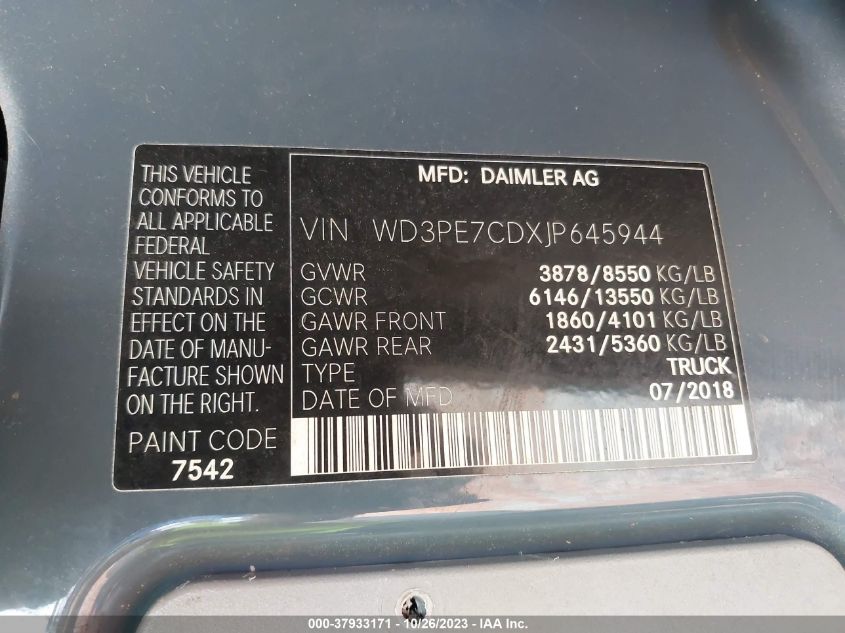 THIS VEHICLE
CONFORMS TO
ALL APPLICABLE
FEDERAL
VEHICLE SAFETY
STANDARDS IN
EFFECT ON THE
DATE OF MANU-
FACTURE SHOWN
ON THE RIGHT.
PAINT CODE
7542
MFD: DAIMLER AG
VIN WD3PE7CDXJP645944
GVWR 3878/8550 KG/LB
GCWR 6146/13550 KG/LB
GAWR FRONT 1860/4101 KG/LB
GAWR REAR 2431/5360 KG/LB
TYPE TRUCK
DATE OF MFD 07/2018
000-37933171 - 10/26/2023 - IAA Inc.